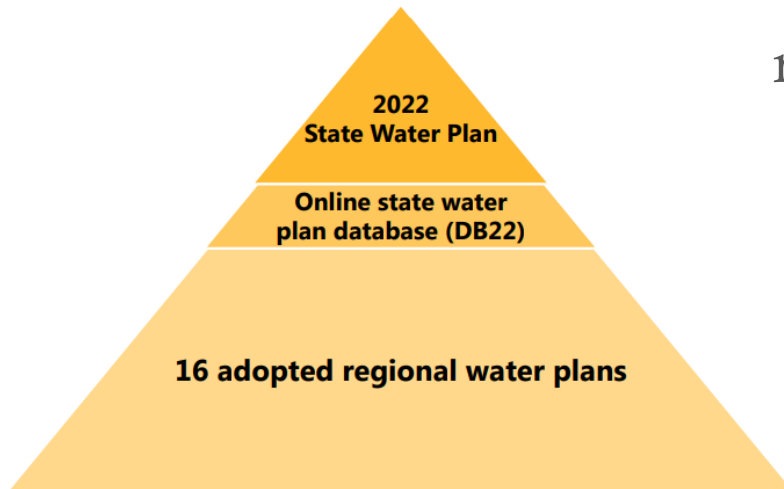 2022
State Water Plan
Online state water
plan database (DB22)
16 adopted regional water plans